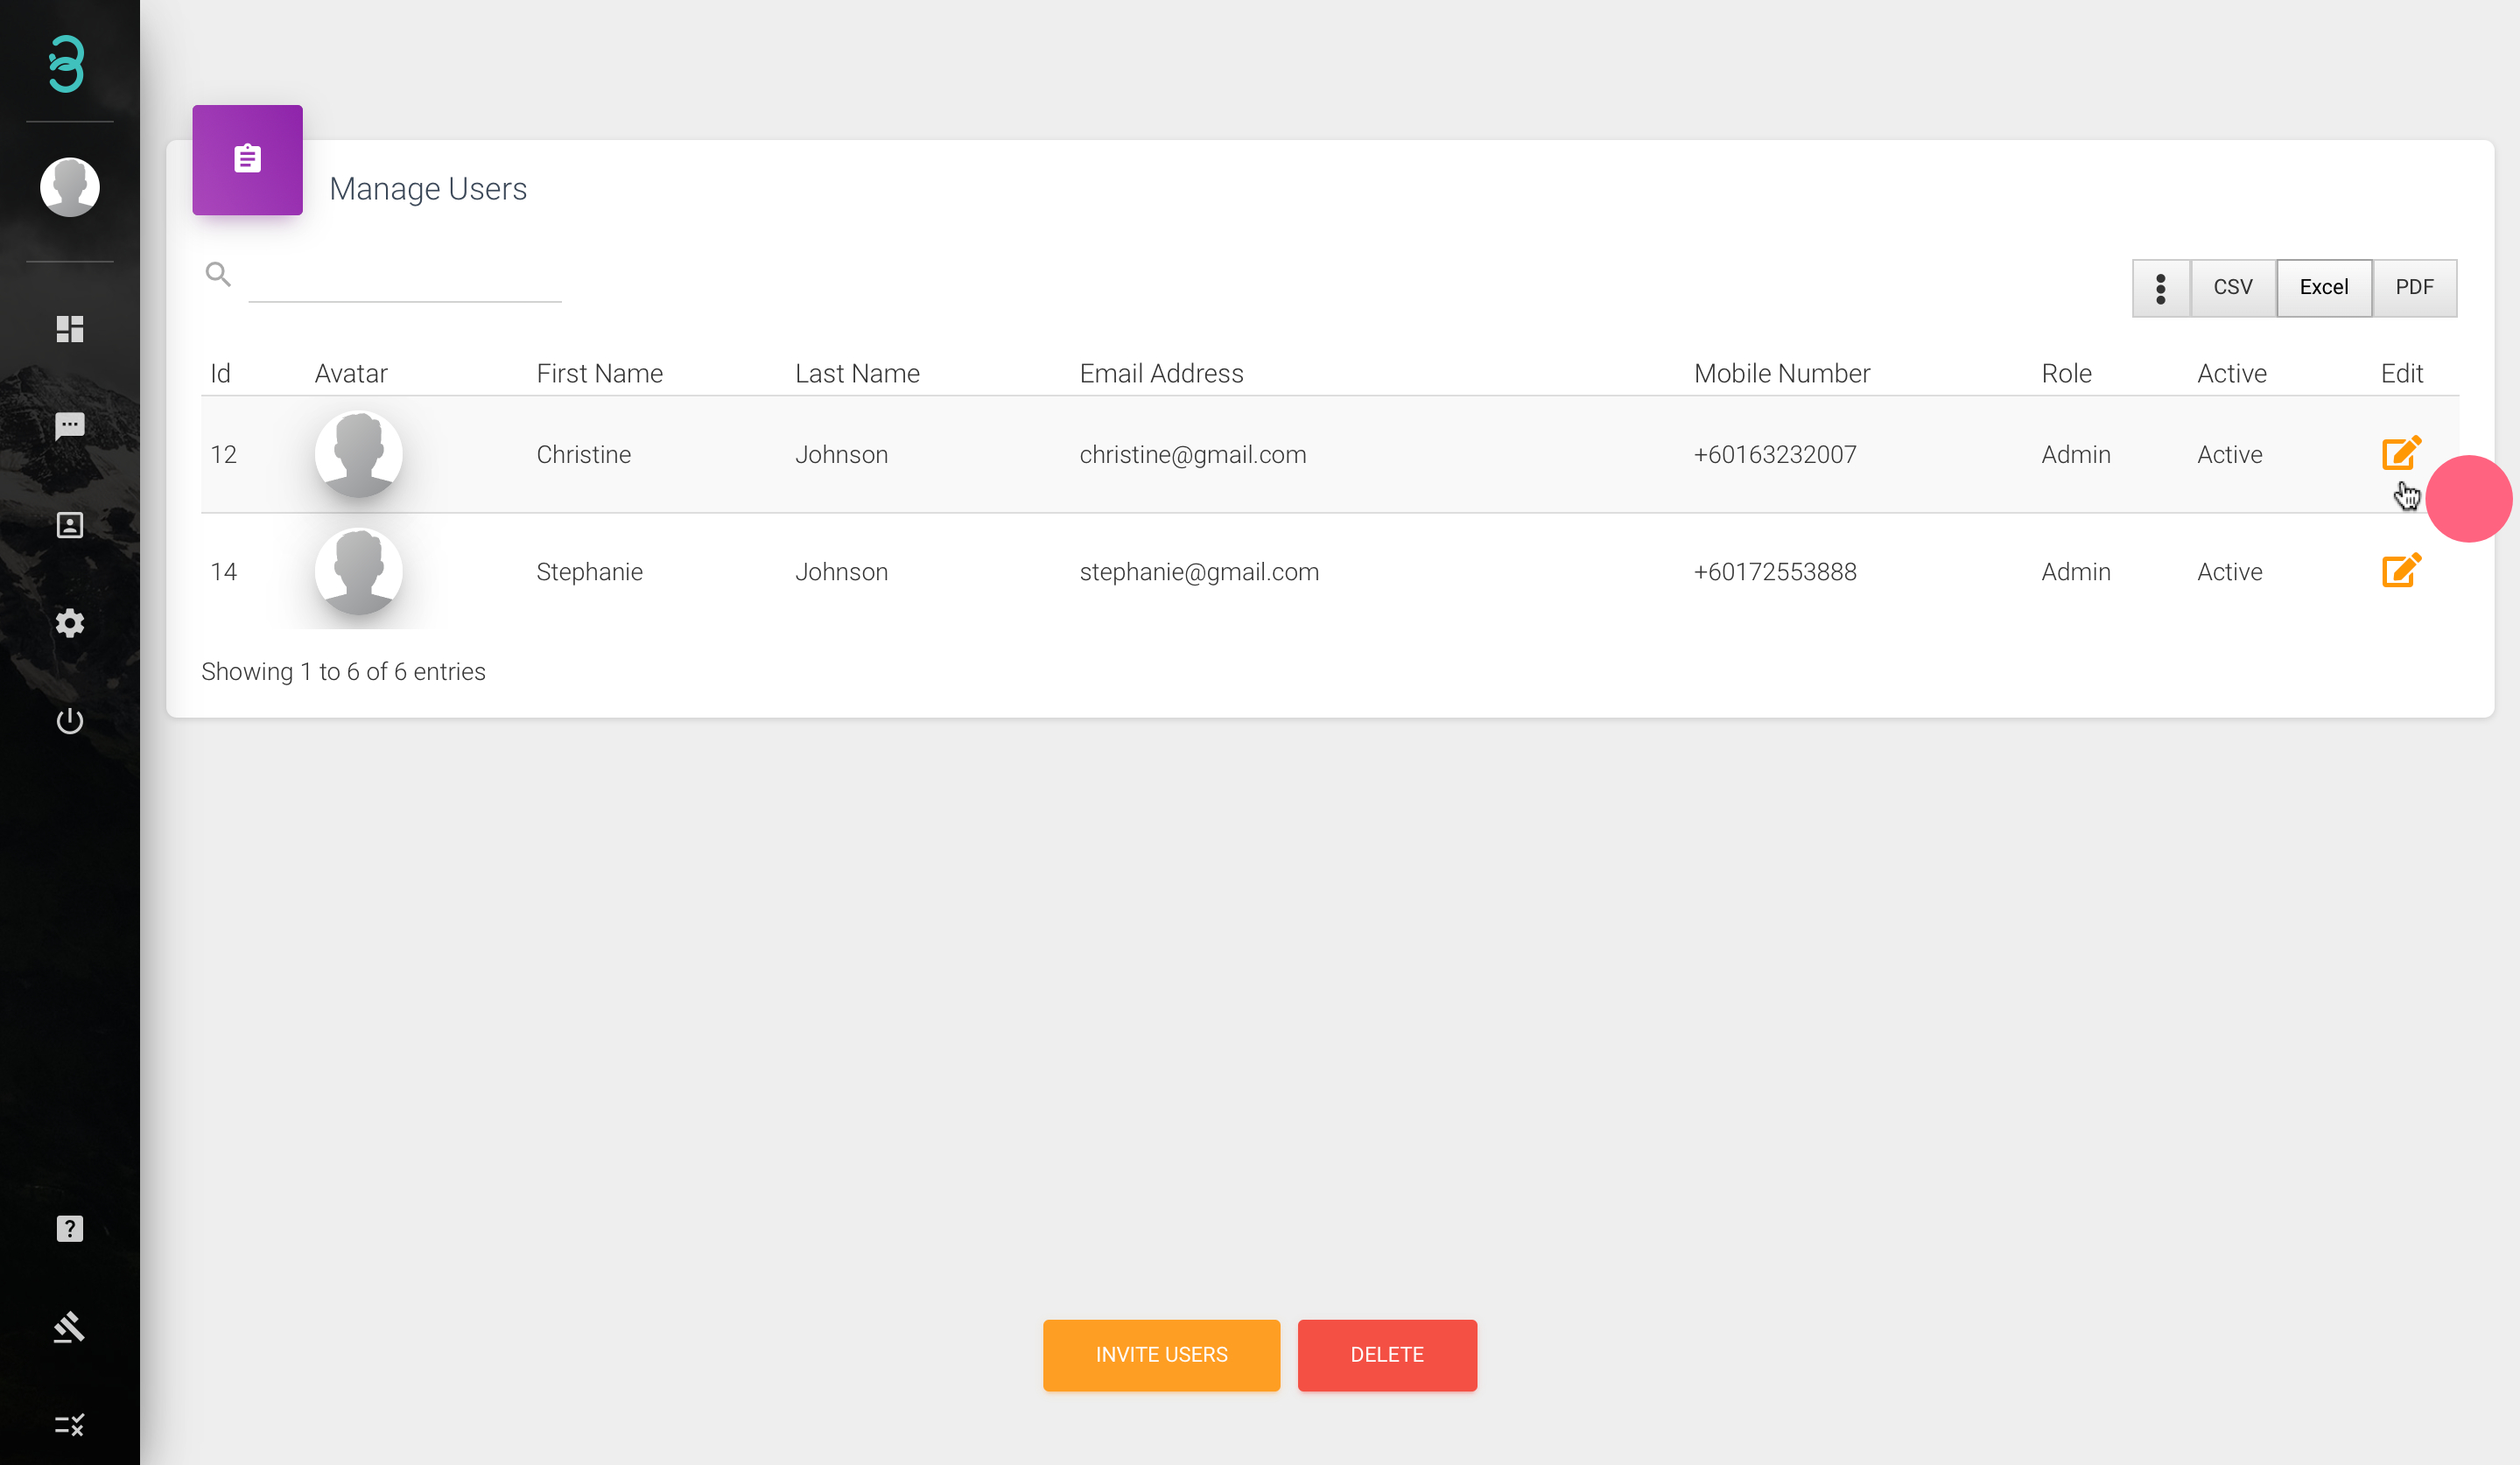 Manage Users
CSV Excel PDF
Id Avatar First Name Last Name Email Address Mobile Number Role Active Edit
12 Christine Johnson christine@gmail.com +60163232007 Admin Active
14 Stephanie Johnson stephanie@gmail.com +60172553888 Admin Active
Showing 1 to 6 of 6 entries
INVITE USERS DELETE